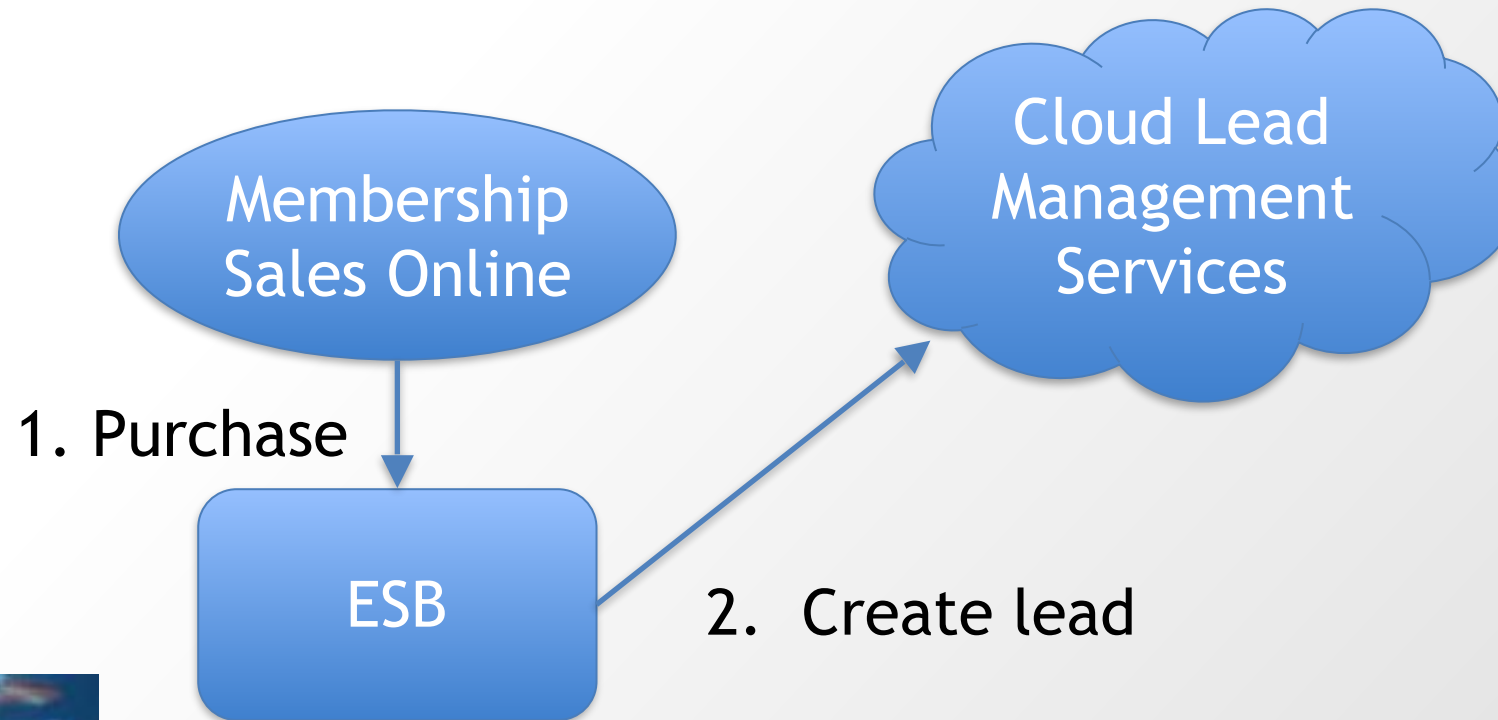 Membership
Sales Online
Cloud Lead
Management
Services
1. Purchase
ESB
2. Create lead